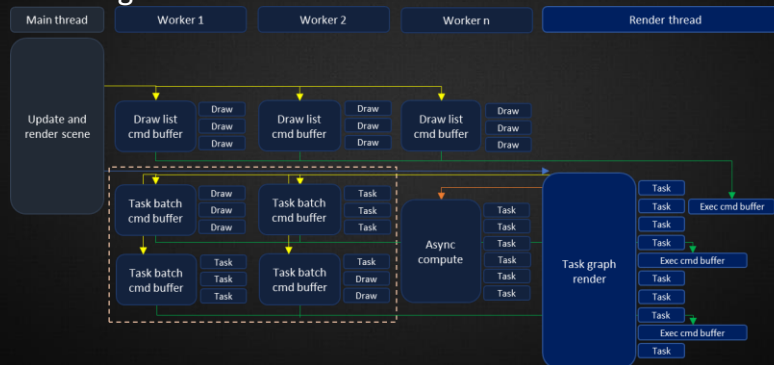 Main thread
Worker 1
Worker 2
Worker n
Render thread
Update and
render scene
Draw list
cmd buffer
Draw
Draw
Draw
Draw list
cmd buffer
Draw
Draw
Draw
Draw list
cmd buffer
Draw
Draw
Draw
Task batch
cmd buffer
Draw
Draw
Draw
Task batch
cmd buffer
Task
Task
Task
Task batch
cmd buffer
Task
Task
Task
Task batch
cmd buffer
Task
Draw
Draw
Async
compute
Task
Task
Task
Task
Task
Task
Task graph
render
Task
Task
Exec cmd buffer
Task
Task
Exec cmd buffer
Task
Task
Task
Exec cmd buffer
Task